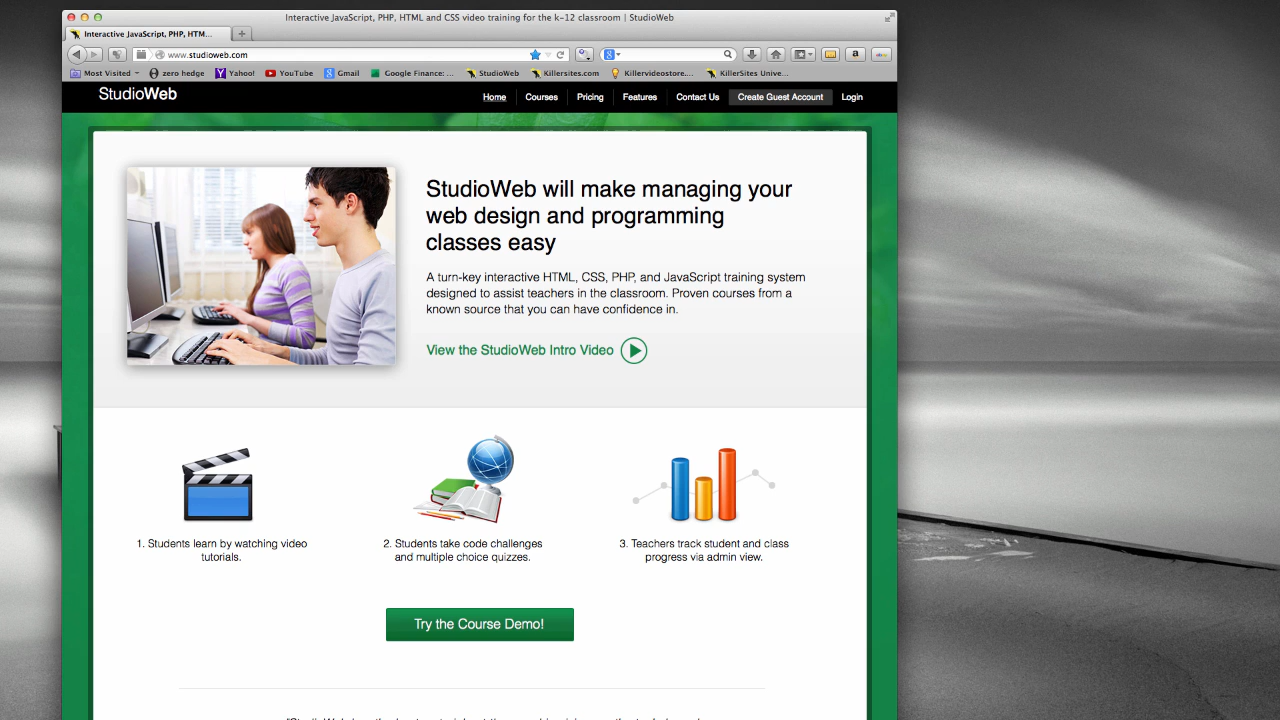 Interactive JavaScript, PHP, HTML and CSS video training for the k-12 classroom | StudioWeb
Interactive JavaScript, PHP, HTM...
www.studioweb.com
Most Visited
zero hedge
Yahoo!
YouTube
Gmail
Google Finance: ...
StudioWeb
Killersites.com
Killervideostore....
KillerSites Unive...
StudioWeb
Home
Courses
Pricing
Features
Contact Us
Create Guest Account
Login
StudioWeb will make managing your
web design and programming
classes easy
A turn-key interactive HTML, CSS, PHP, and JavaScript training system
designed to assist teachers in the classroom. Proven courses from a
known source that you can have confidence in.
View the StudioWeb Intro Video
1. Students learn by watching video
tutorials.
2. Students take code challenges
and multiple choice quizzes.
3. Teachers track student and class
progress via admin view.
Try the Course Demo!